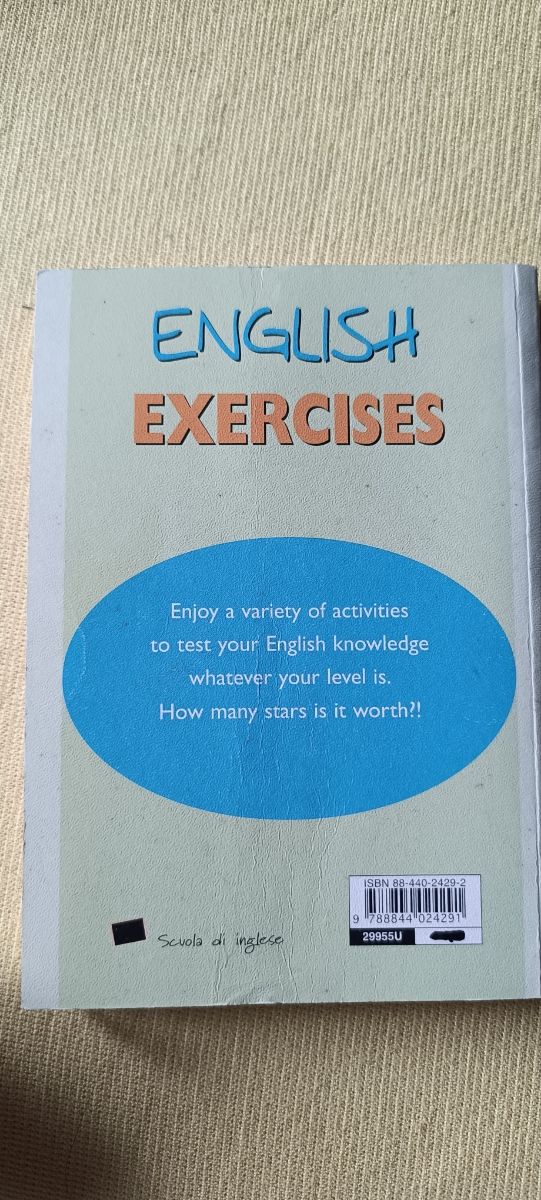 ENGLISH
EXERCISES
Enjoy a variety of activities
to test your English knowledge
whatever your level is.
How many stars is it worth?!
ISBN 88-440-2429-2
9 788844 024291
29955U
Scuola di inglese